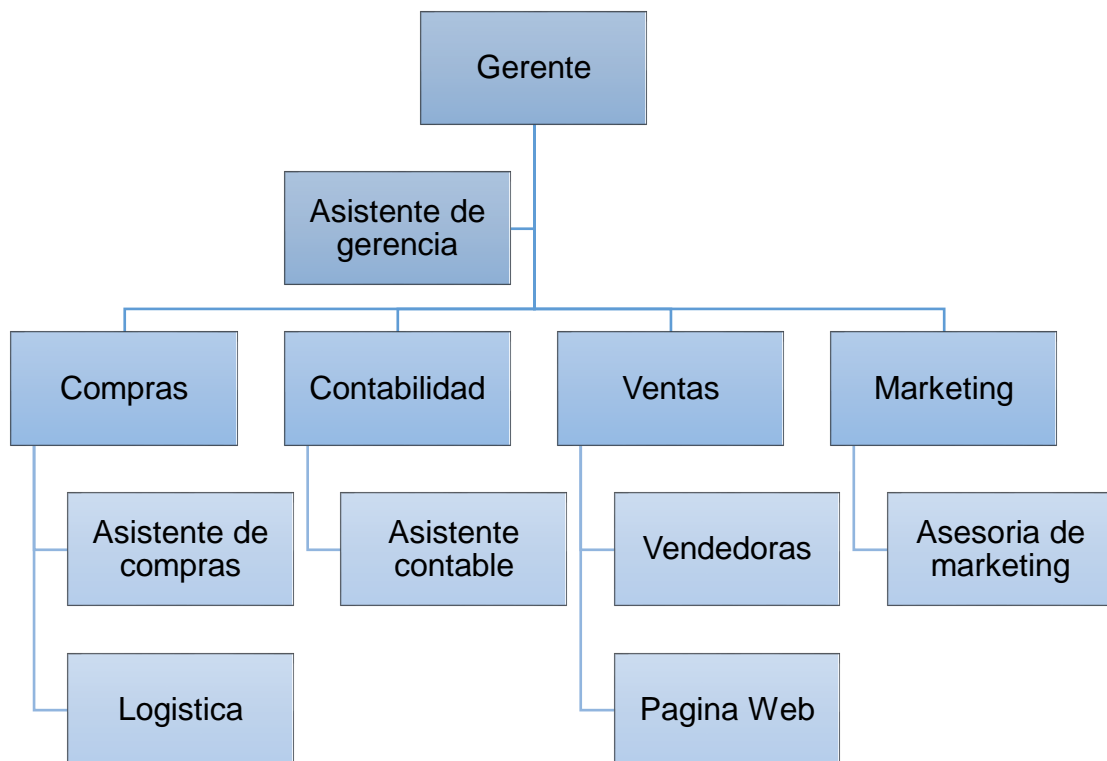 Gerente
Asistente de
gerencia
Compras
Contabilidad
Ventas
Marketing
Asistente de
compras
Asistente
contable
Vendedoras
Asesoria de
marketing
Logistica
Pagina Web